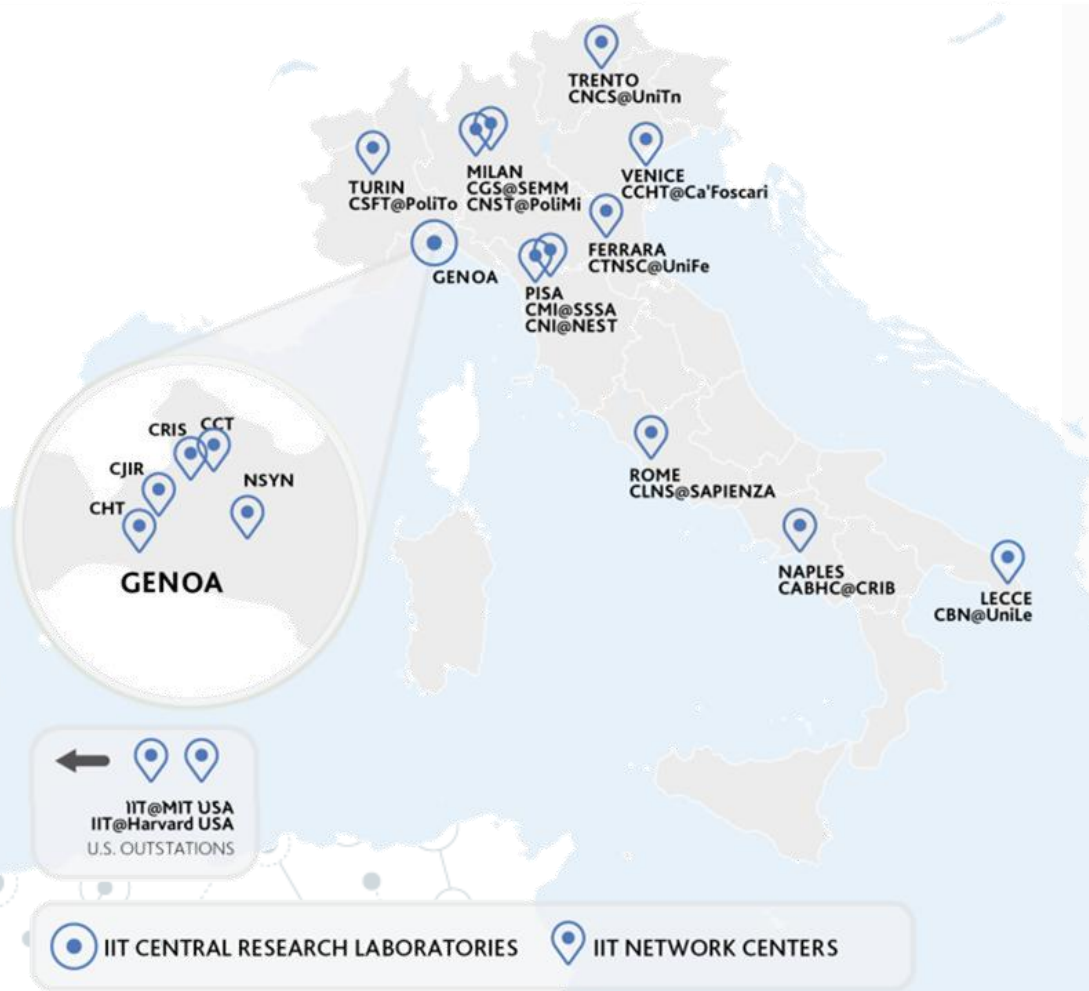 TRENTO
CNCS@UniTn
TURIN
CSFT@PoliTo
MILAN
CGS@SEMM
CNST@PoliMi
VENICE
CCHT@Ca'Foscari
FERRARA
CTNSC@UniFe
GENOA
PISA
CMI@SSSA
CNI@NEST
CRIS
CCT
CJIR
NSYN
CHT
GENOA
ROME
CLNS@SAPIENZA
NAPLES
CABHC@CRIB
LECCE
CBN@UniLe
IIT@MIT USA
IIT@Harvard USA
U.S. OUTSTATIONS
IIT CENTRAL RESEARCH LABORATORIES
IIT NETWORK CENTERS